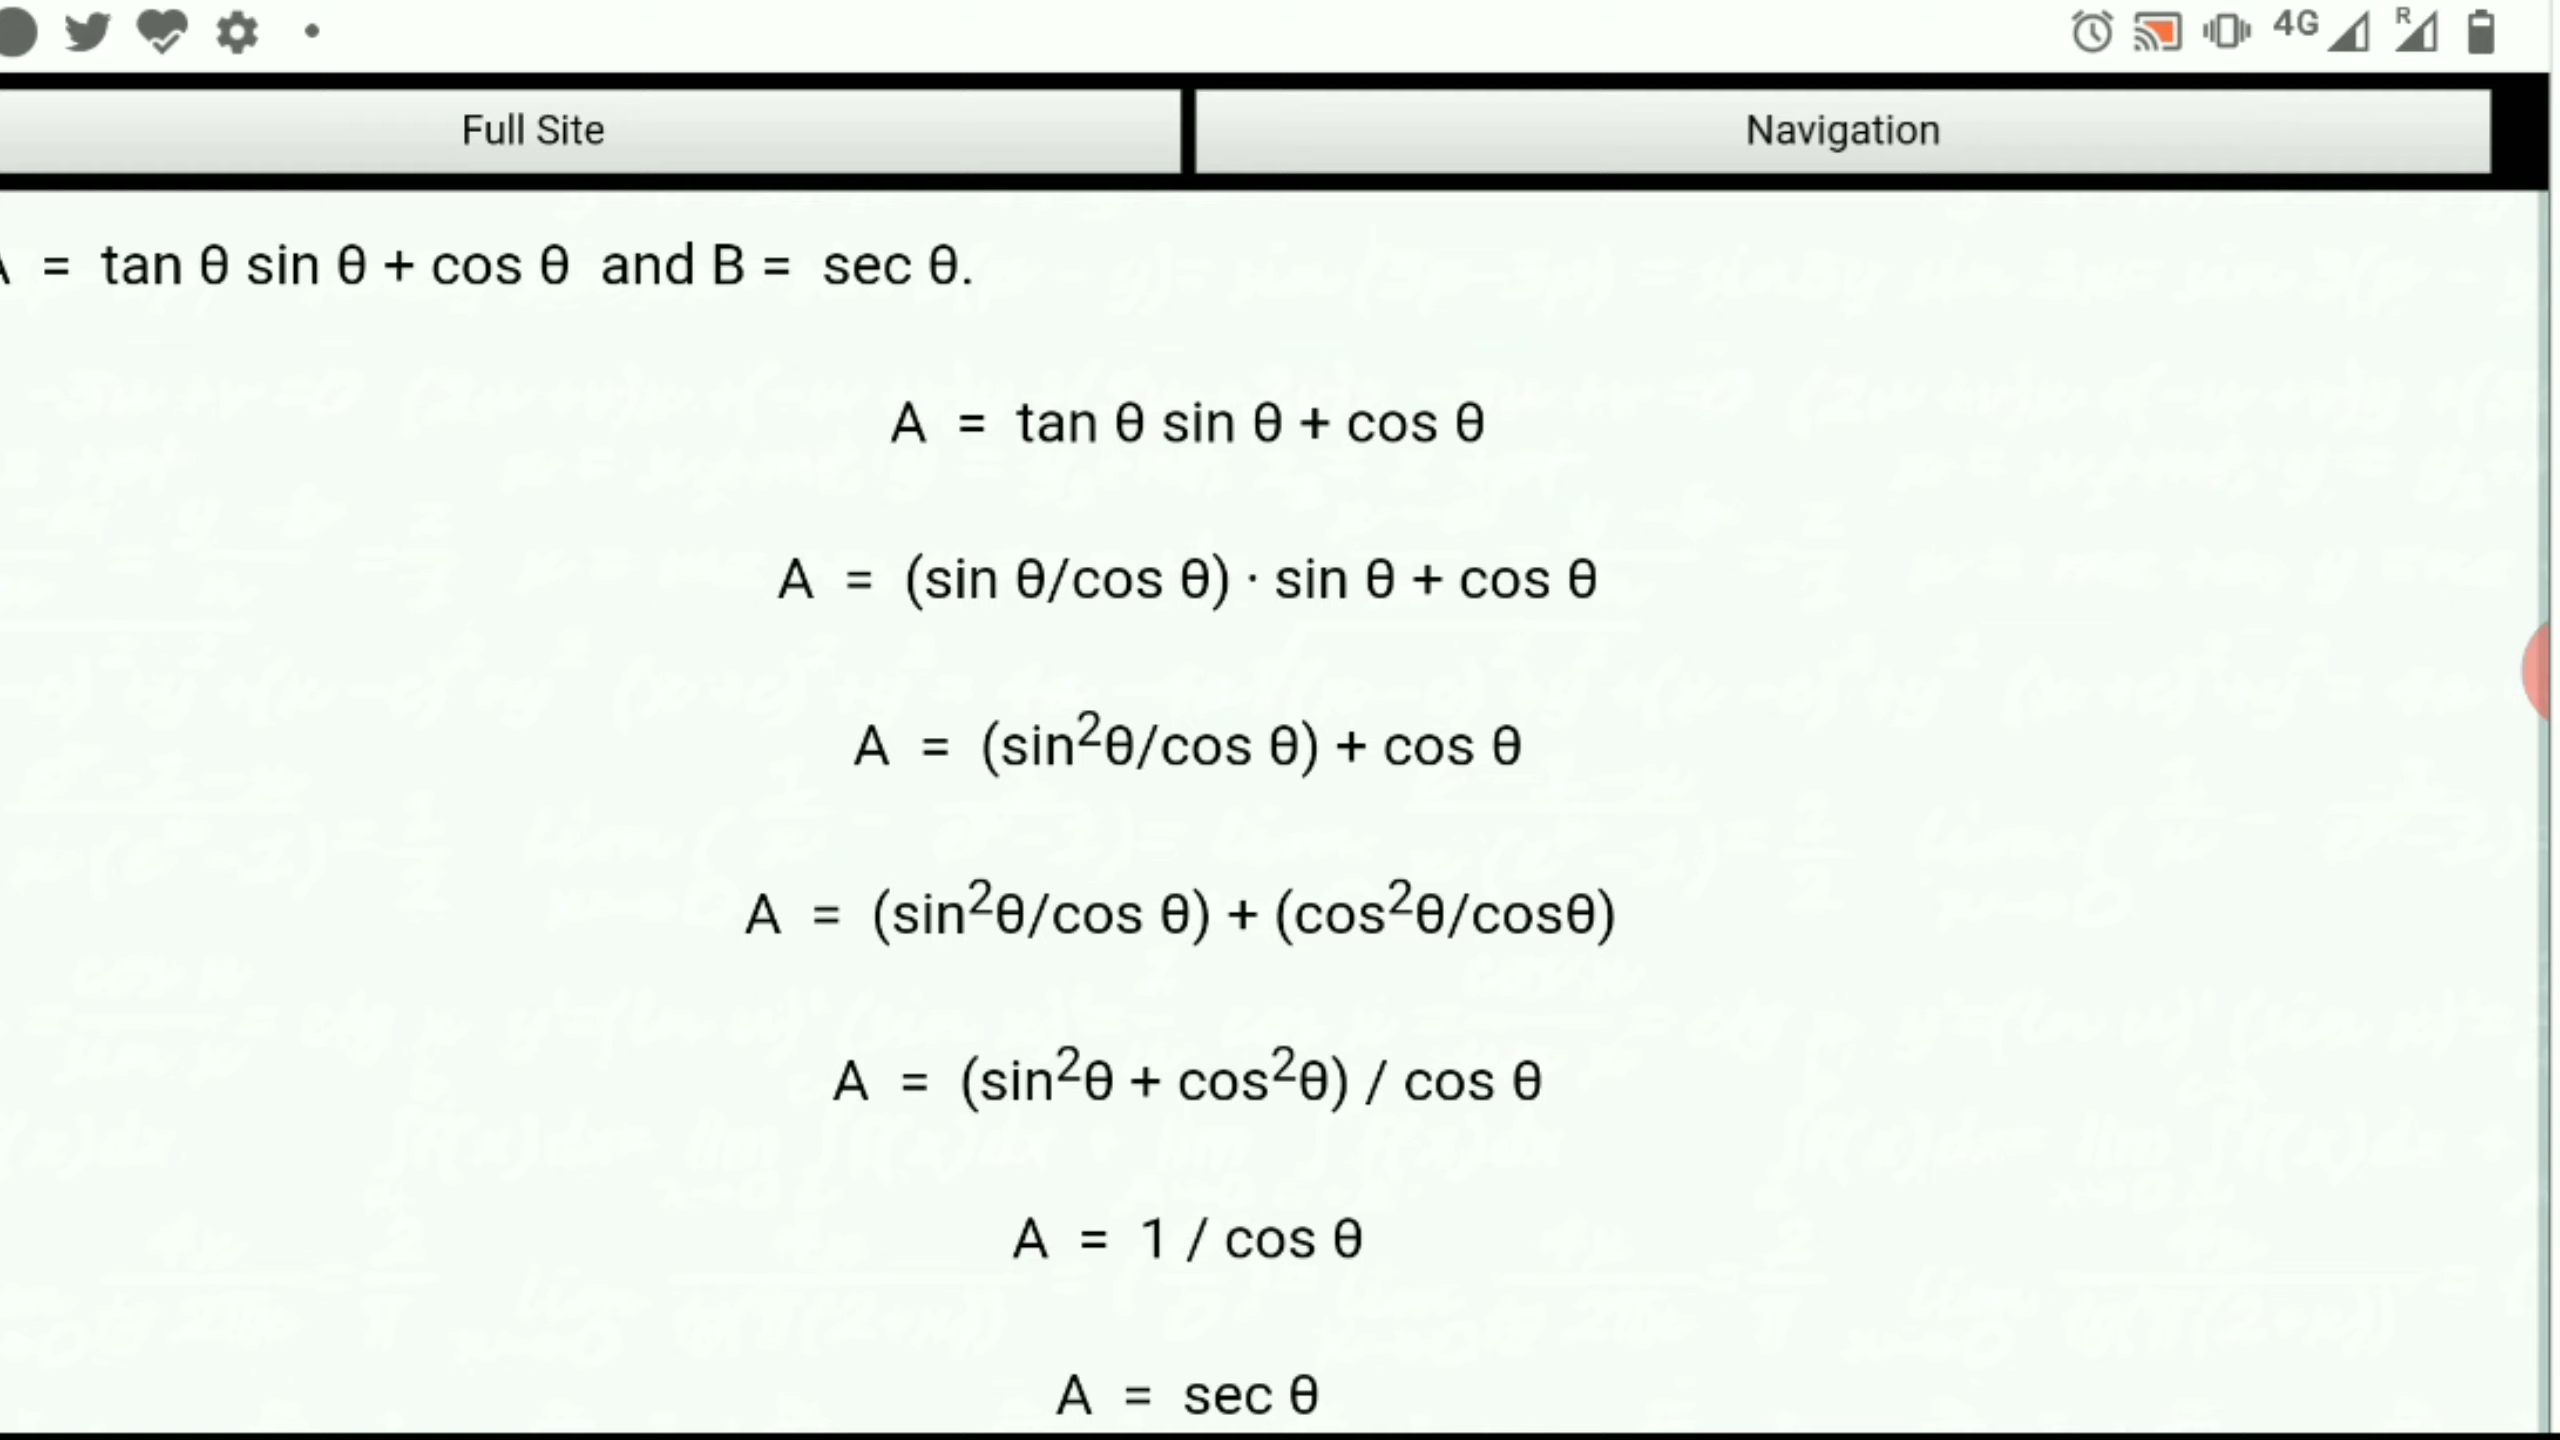 4G R
Full Site Navigation
A = tan θ sin θ + cos θ and B = sec θ.
A = tan θ sin θ + cos θ
A = (sin θ/cos θ) · sin θ + cos θ
A = (sin²θ/cos θ) + cos θ
A = (sin²θ/cos θ) + (cos²θ/cosθ)
A = (sin²θ + cos²θ) / cos θ
A = 1 / cos θ
A = sec θ